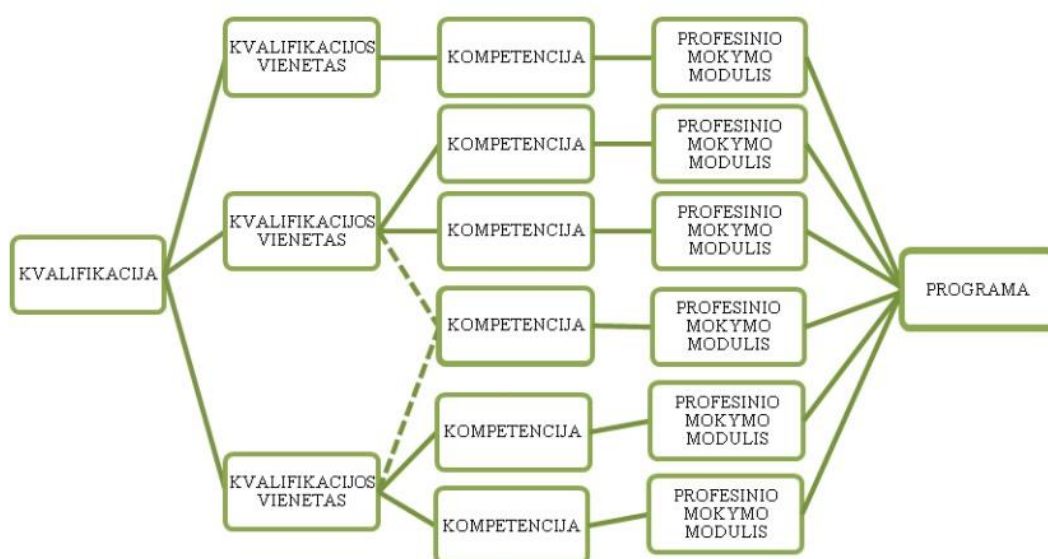 KVALIFIKACIJA
KVALIFIKACIJOS
VIENETAS
KVALIFIKACIJOS
VIENETAS
KVALIFIKACIJOS
VIENETAS
KOMPETENCIJA
KOMPETENCIJA
KOMPETENCIJA
KOMPETENCIJA
KOMPETENCIJA
KOMPETENCIJA
PROFESINIO
MOKYMO
MODULIS
PROFESINIO
MOKYMO
MODULIS
PROFESINIO
MOKYMO
MODULIS
PROFESINIO
MOKYMO
MODULIS
PROFESINIO
MOKYMO
MODULIS
PROFESINIO
MOKYMO
MODULIS
PROGRAMA